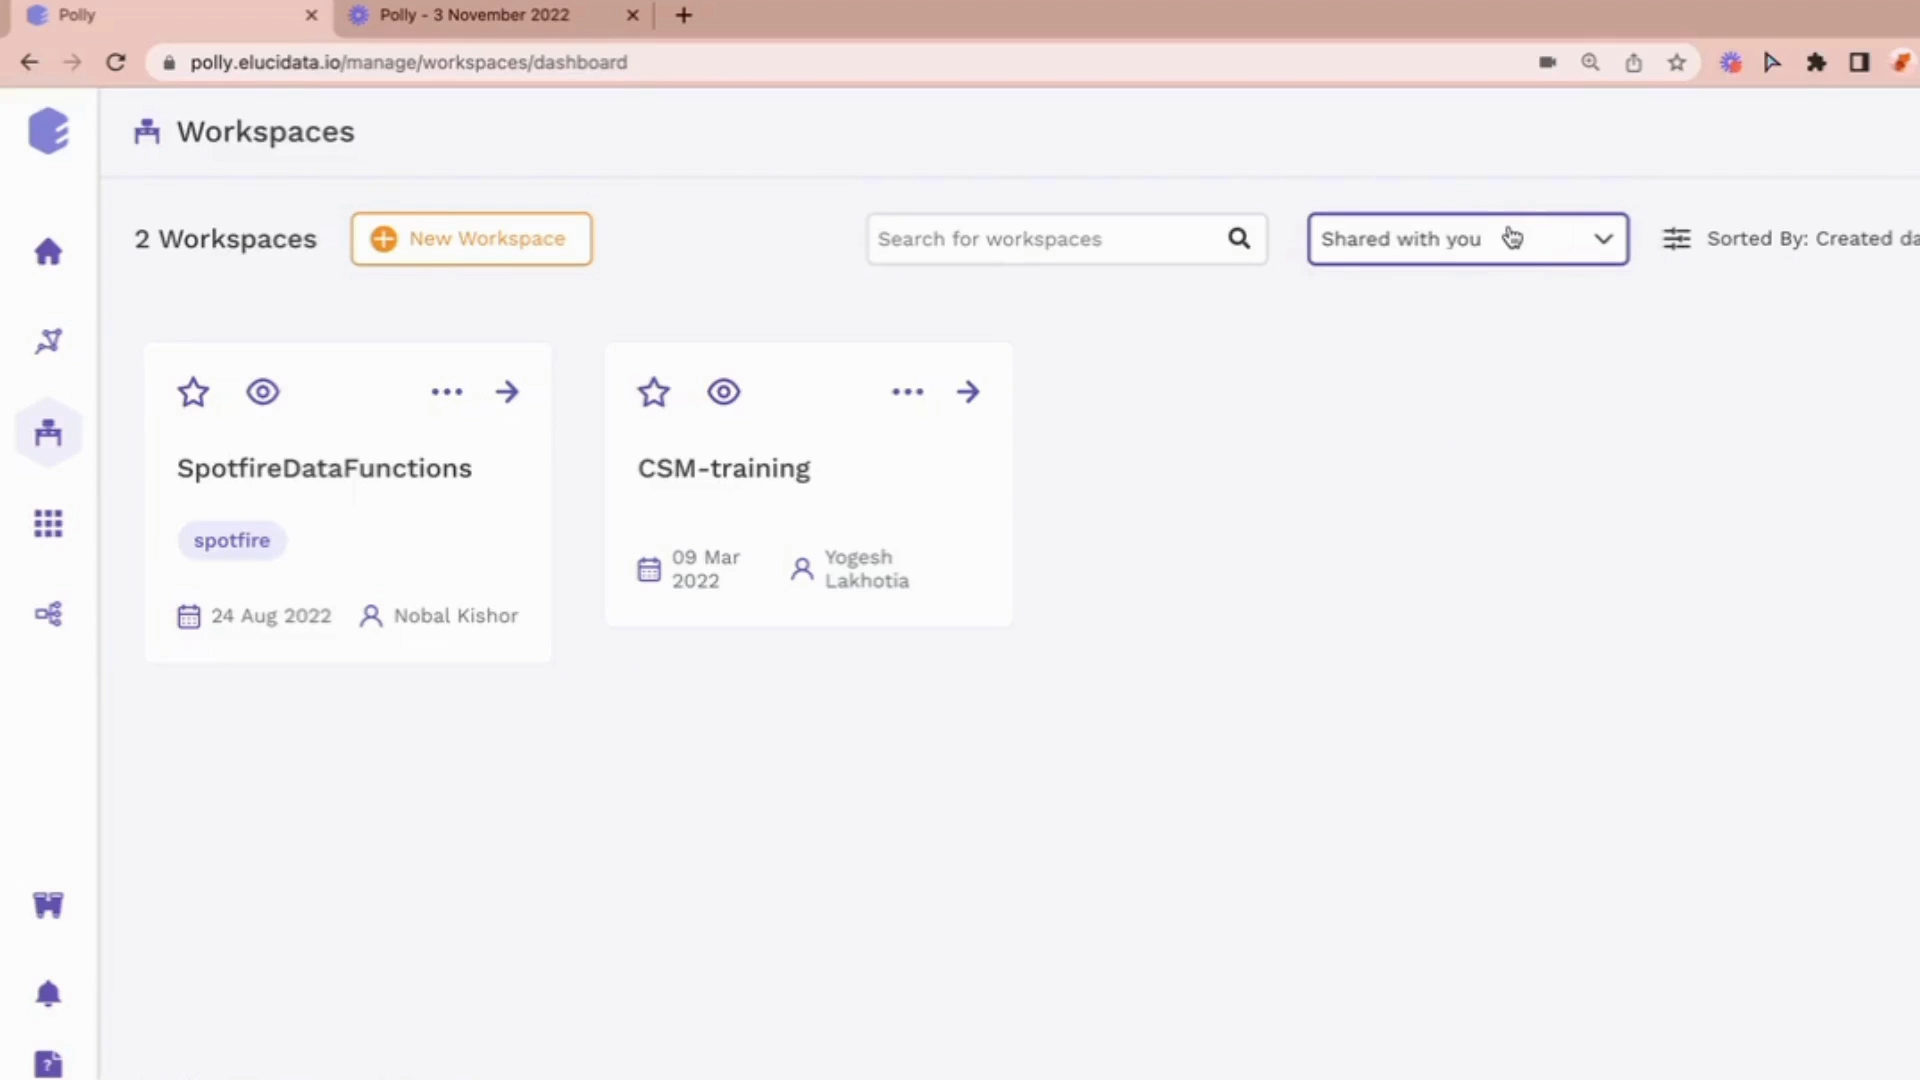 Polly
Polly - 3 November 2022
polly.elucidata.io/manage/workspaces/dashboard
Workspaces
2 Workspaces
New Workspace
Search for workspaces
Shared with you
Sorted By: Created da
SpotfireDataFunctions
spotfire
24 Aug 2022
Nobal Kishor
CSM-training
09 Mar
2022
Yogesh
Lakhotia
?